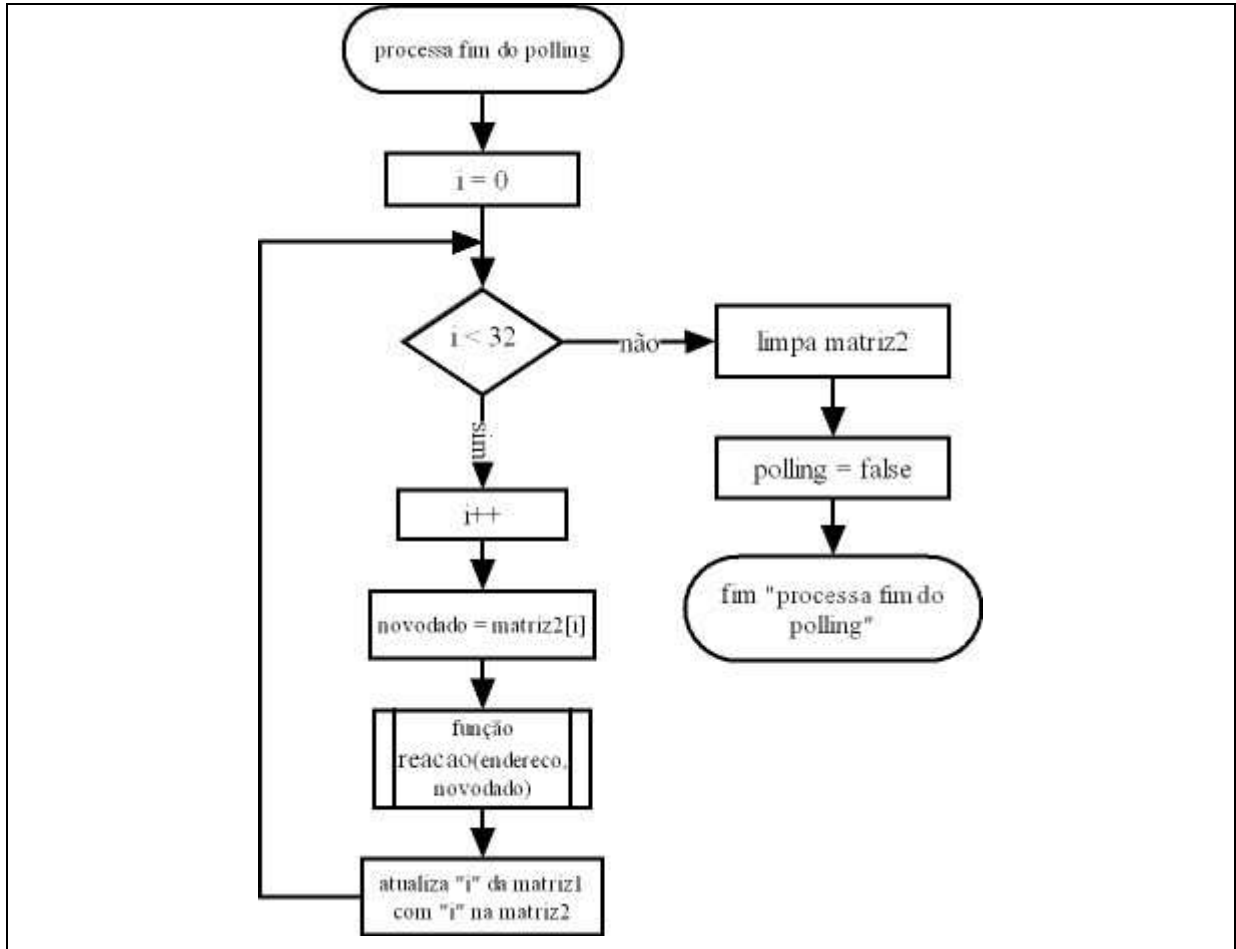 processa fim do polling
i = 0
i < 32
não
limpa matriz2
sim
polling = false
i++
fim "processa fim do
polling"
novodado = matriz2[i]
função
reacao(endereco,
novodado)
atualiza "i" da matriz1
com "i" na matriz2